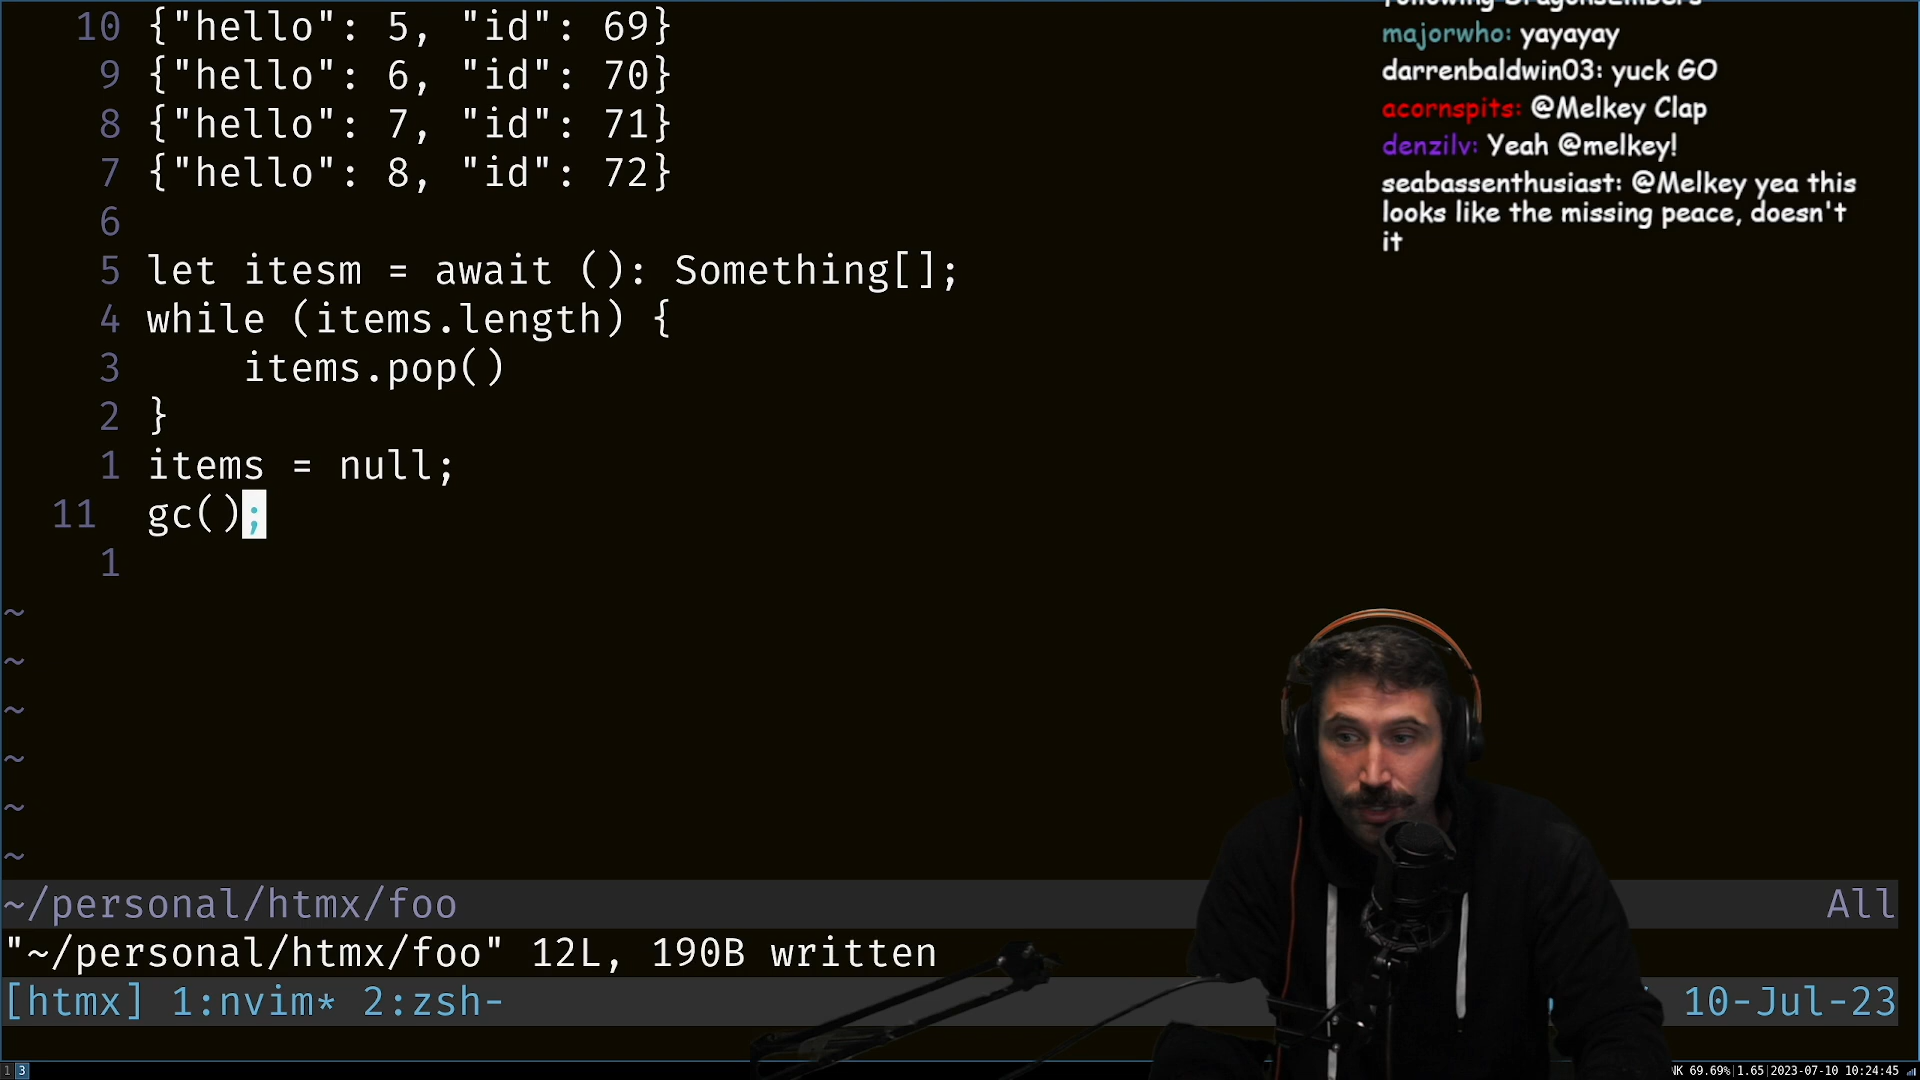 10 {"hello": 5, "id": 69}
9 {"hello": 6, "id": 70}
8 {"hello": 7, "id": 71}
7 {"hello": 8, "id": 72}
6
5 let itesm = await (): Something[];
4 while (items.length) {
3 items.pop()
2 }
1 items = null;
11 gc();
1
~
~
~
~
~
~
~/personal/htmx/foo All
"~/personal/htmx/foo" 12L, 190B written
[htmx] 1:nvim* 2:zsh- 10-Jul-23
1 3 69.69%|1.65|2023-07-10 10:24:45
majorwho: yayayay
darrenbaldwin03: yuck GO
acornspits: @Melkey Clap
denzilv: Yeah @melkey!
seabassenthusiast: @Melkey yea this
looks like the missing peace, doesn't
it